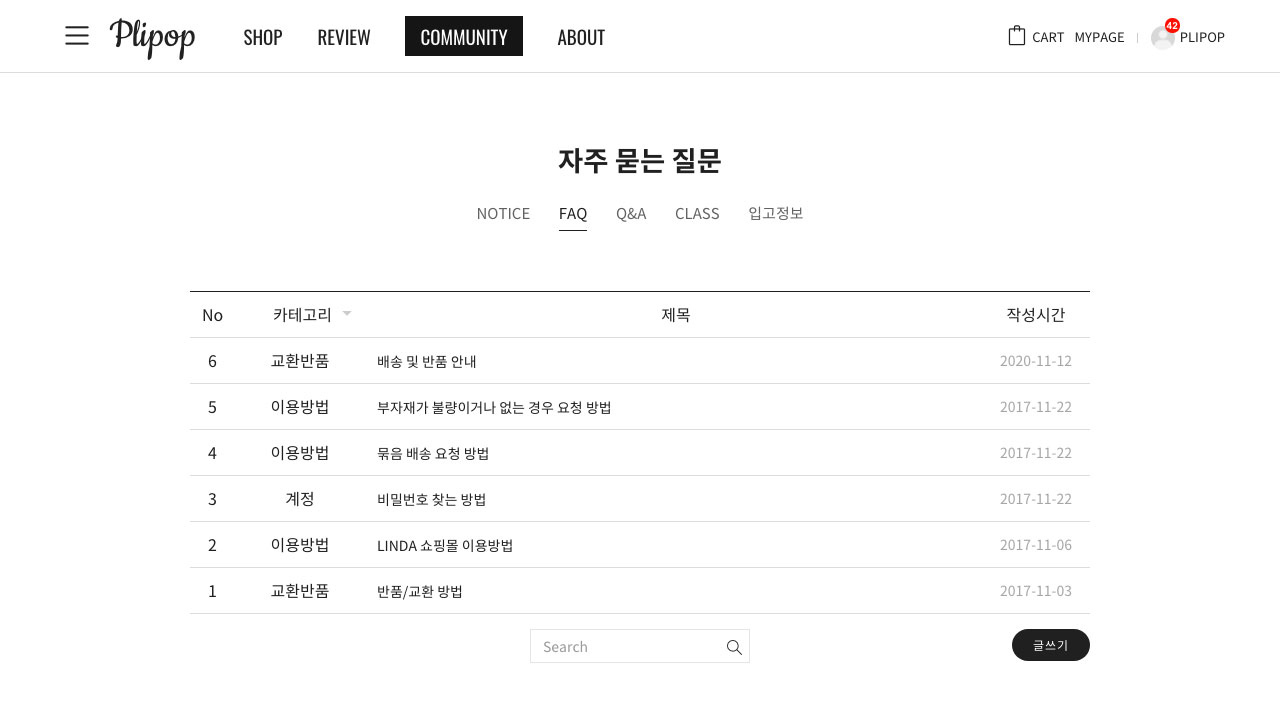 Plipop SHOP REVIEW COMMUNITY ABOUT CART MYPAGE 42 PLIPOP
자주 묻는 질문
NOTICE FAQ Q&A CLASS 입고정보
No 카테고리 제목 작성시간
6 교환반품 배송 및 반품 안내 2020-11-12
5 이용방법 부자재가 불량이거나 없는 경우 요청 방법 2017-11-22
4 이용방법 묶음 배송 요청 방법 2017-11-22
3 계정 비밀번호 찾는 방법 2017-11-22
2 이용방법 LINDA 쇼핑몰 이용방법 2017-11-06
1 교환반품 반품/교환 방법 2017-11-03
Search 글쓰기